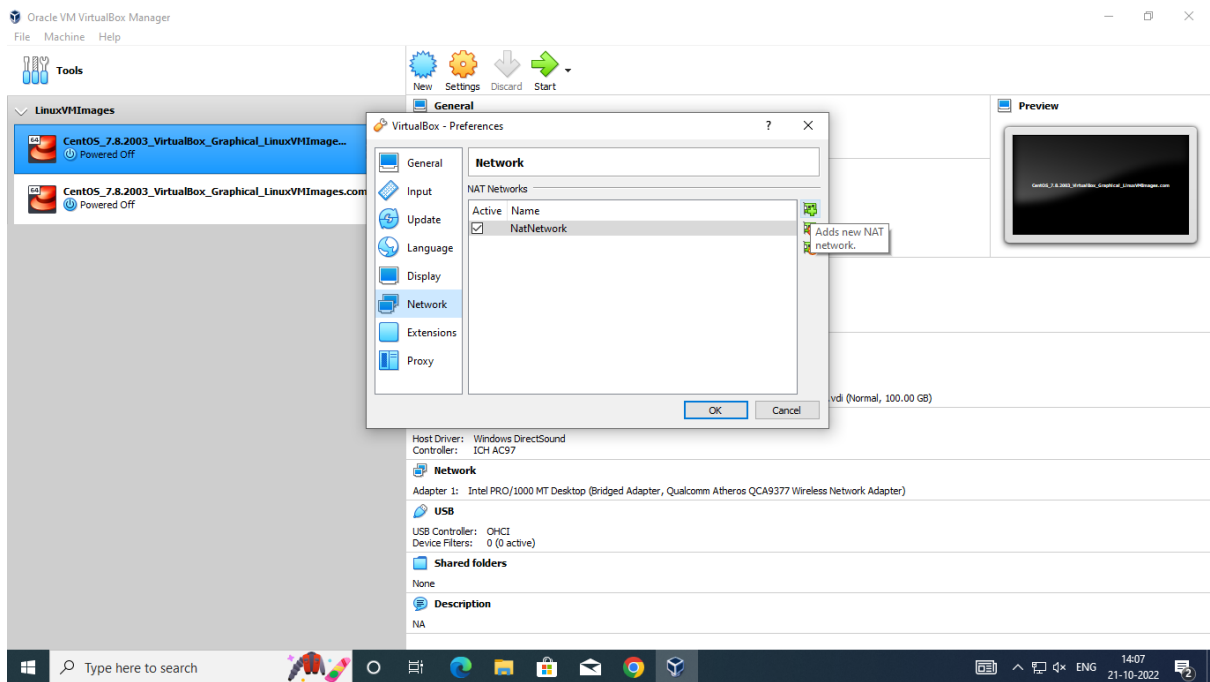 Oracle VM VirtualBox Manager
File Machine Help
Tools
New Settings Discard Start
LinuxVMImages
CentOS_7.8.2003_VirtualBox_Graphical_LinuxVMImage...
Powered Off
CentOS_7.8.2003_VirtualBox_Graphical_LinuxVMImages.com
Powered Off
General
Preview
CentOS_7.8.2003_VirtualBox_Graphical_LinuxVMImages.com
VirtualBox - Preferences ?
General
Input
Update
Language
Display
Network
Extensions
Proxy
Network
NAT Networks
Active Name
NatNetwork
Adds new NAT
network.
OK Cancel
.vdi (Normal, 100.00 GB)
Host Driver: Windows DirectSound
Controller: ICH AC97
Network
Adapter 1: Intel PRO/1000 MT Desktop (Bridged Adapter, Qualcomm Atheros QCA9377 Wireless Network Adapter)
USB
USB Controller: OHCI
Device Filters: 0 (0 active)
Shared folders
None
Description
NA
Type here to search
ENG
14:07
21-10-2022
2